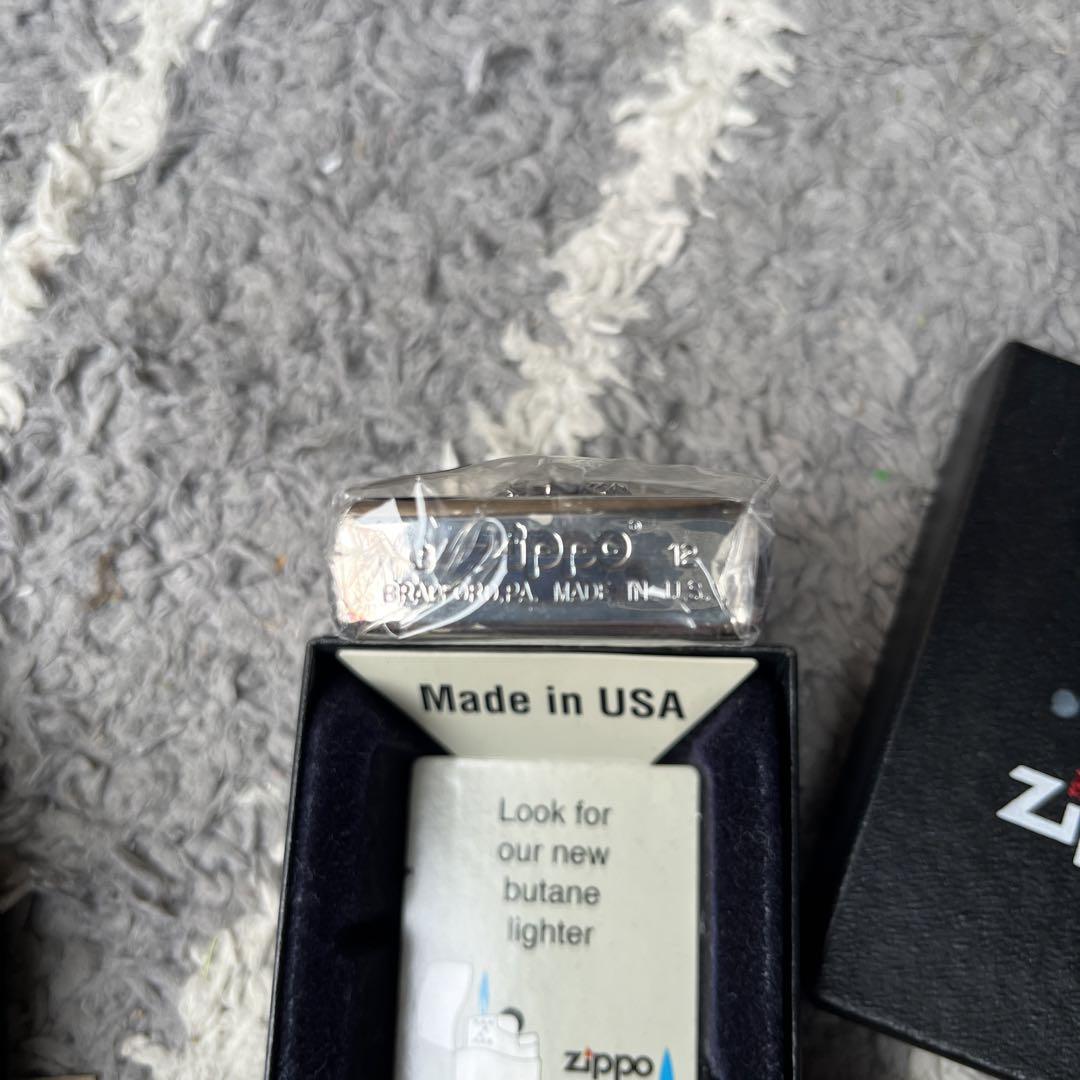 zippo® 12
BRADFORD,PA. MADE IN U.S.
Made in USA
Look for
our new
butane
lighter
zippo